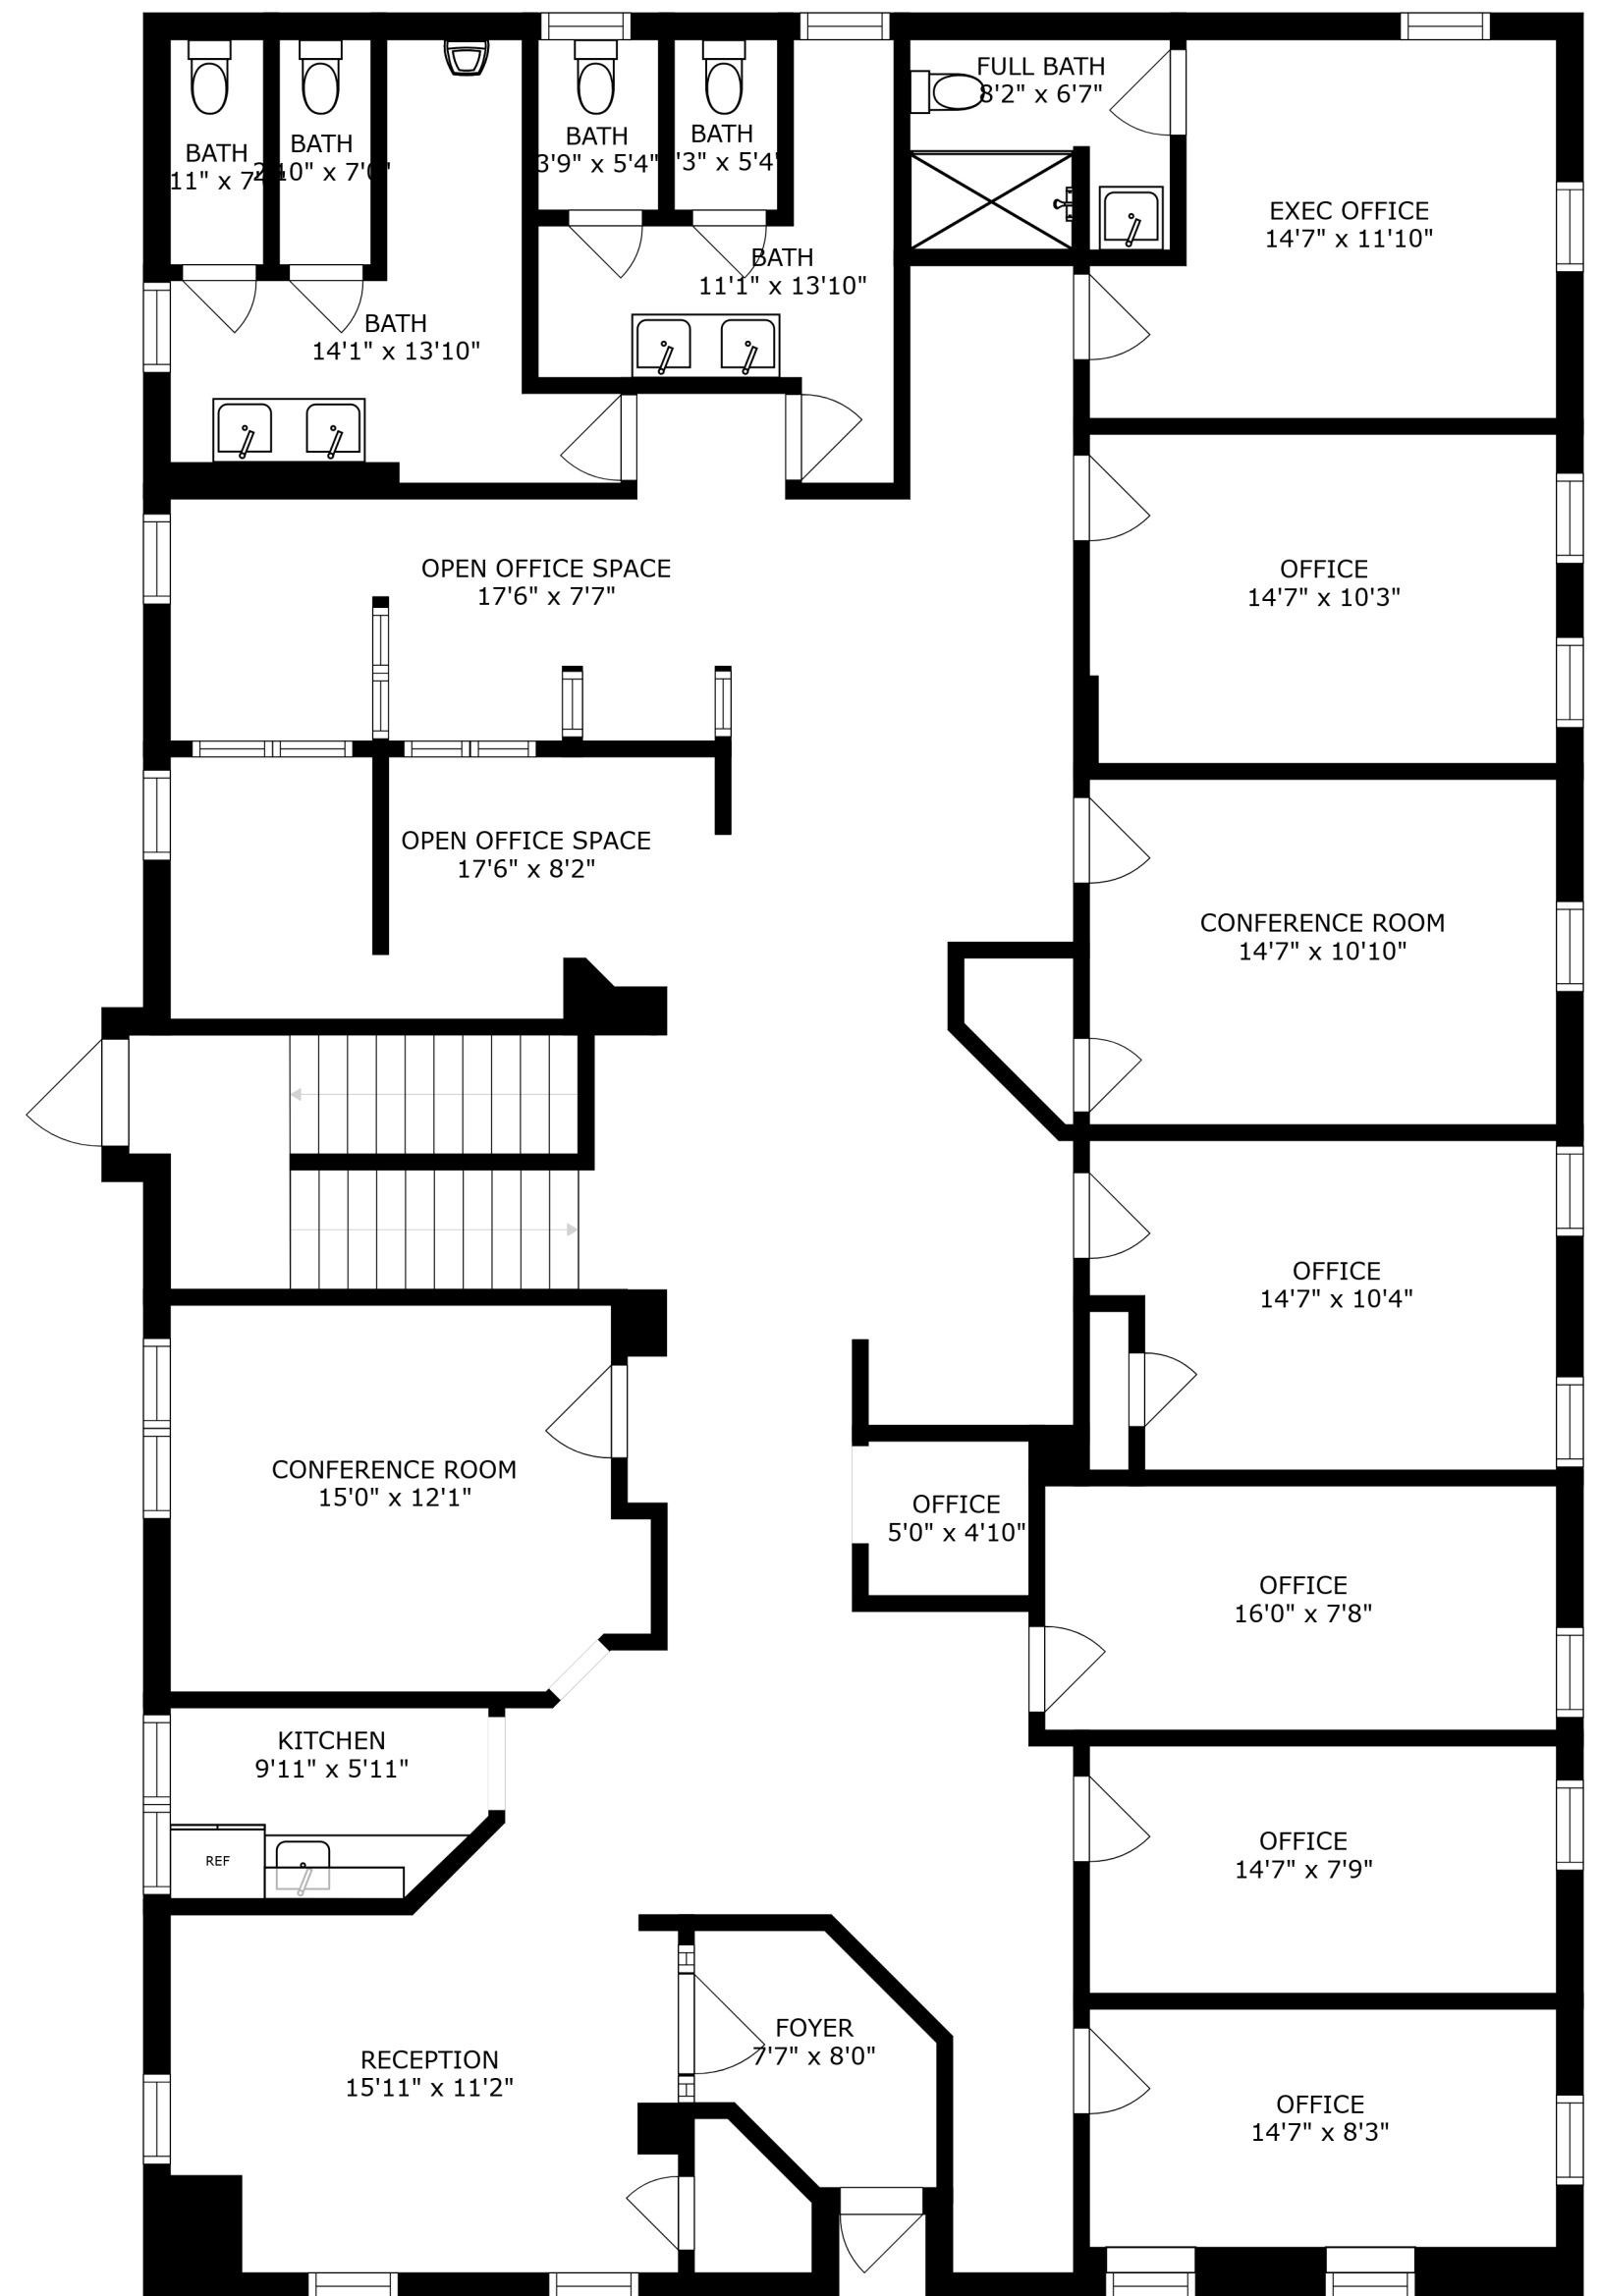 FULL BATH
8'2" x 6'7"
BATH
BATH
BATH
3'9" x 5'4"
BATH
EXEC OFFICE
14'7" x 11'10"
BATH
11'1" x 13'10"
BATH
14'1" x 13'10"
OPEN OFFICE SPACE
17'6" x 7'7"
OFFICE
14'7" x 10'3"
OPEN OFFICE SPACE
17'6" x 8'2"
CONFERENCE ROOM
14'7" x 10'10"
OFFICE
14'7" x 10'4"
CONFERENCE ROOM
15'0" x 12'1"
OFFICE
5'0" x 4'10"
OFFICE
16'0" x 7'8"
KITCHEN
9'11" x 5'11"
REF
OFFICE
14'7" x 7'9"
FOYER
7'7" x 8'0"
RECEPTION
15'11" x 11'2"
OFFICE
14'7" x 8'3"